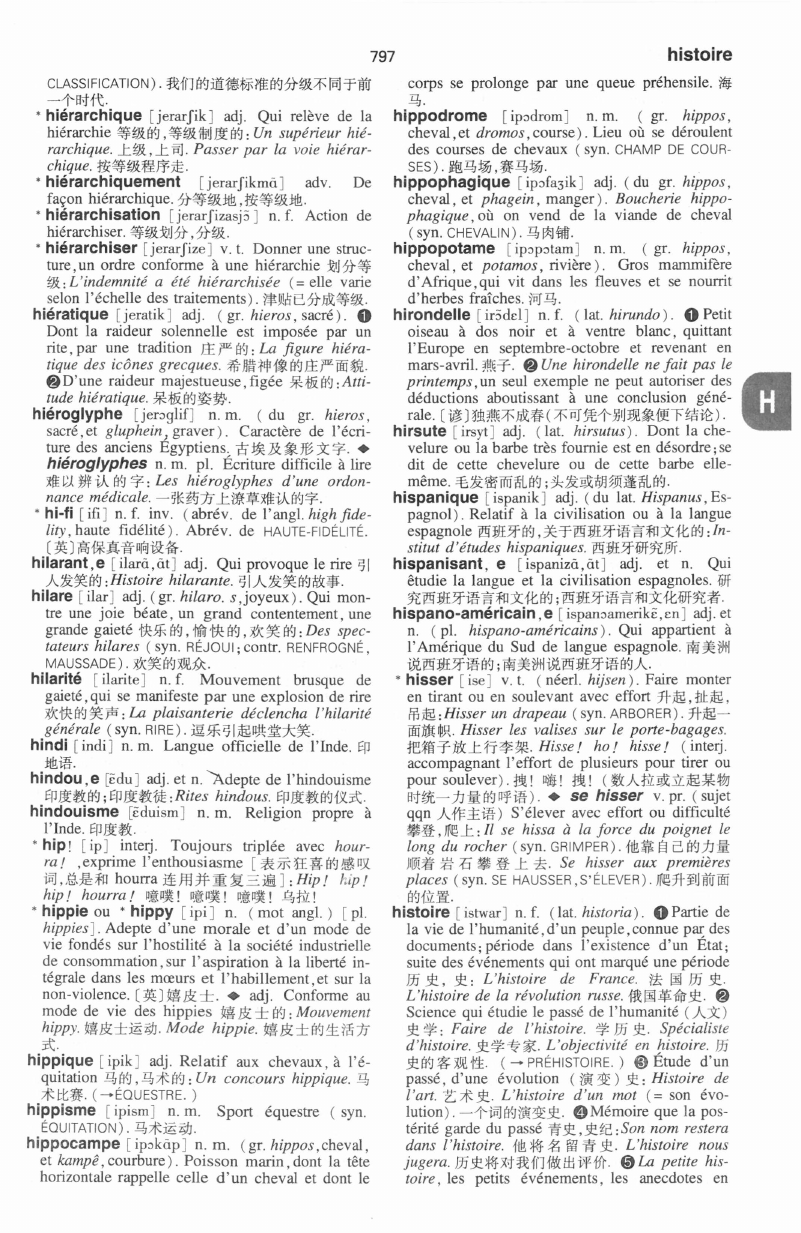 797
histoire
CLASSIFICATION). 我们的道德标准的分级不同于前
一个时代.
* hiérarchique [jerarʃik] adj. Qui relève de la
hiérarchie 等级的,等级制度的: Un supérieur hié-
rarchique. 上级,上司. Passer par la voie hiérar-
chique. 按等级程序走.
* hiérarchiquement [jerarʃikmɑ̃] adv. De
façon hiérarchique. 分等级地,按等级地.
* hiérarchisation [jerarʃizasjɔ̃] n. f. Action de
hiérarchiser. 等级划分,分级.
* hiérarchiser [jerarʃize] v. t. Donner une struc-
ture, un ordre conforme à une hiérarchie 划分等
级: L'indemnité a été hiérarchisée (= elle varie
selon l'échelle des traitements). 津贴已分成等级.
hiératique [jeratik] adj. (gr. hieros, sacré). ❶
Dont la raideur solennelle est imposée par un
rite, par une tradition 庄严的: La figure hiéra-
tique des icônes grecques. 希腊神像的庄严面貌.
❷ D'une raideur majestueuse, figée 呆板的: Atti-
tude hiératique. 呆板的姿势.
hiéroglyphe [jerɔglif] n. m. (du gr. hieros,
sacré, et gluphein, graver). Caractère de l'écri-
ture des anciens Égyptiens. 古埃及象形文字. ◆
hiéroglyphes n. m. pl. Écriture difficile à lire
难以辨认的字: Les hiéroglyphes d'une ordon-
nance médicale. 一张药方上潦草难认的字.
* hi-fi [ifi] n. f. inv. (abrév. de l'angl. high fide-
lity, haute fidélité). Abrév. de HAUTE-FIDÉLITÉ.
[英]高保真音响设备.
hilarant, e [ilarɑ̃, ɑ̃t] adj. Qui provoque le rire 引
人发笑的: Histoire hilarante. 引人发笑的故事.
hilare [ilar] adj. (gr. hilaro. s, joyeux). Qui mon-
tre une joie béate, un grand contentement, une
grande gaieté 快乐的,愉快的,欢笑的: Des spec-
tateurs hilares (syn. RÉJOUI; contr. RENFROGNÉ,
MAUSSADE). 欢笑的观众.
hilarité [ilarite] n. f. Mouvement brusque de
gaieté, qui se manifeste par une explosion de rire
欢快的笑声: La plaisanterie déclencha l'hilarité
générale (syn. RIRE). 逗乐引起哄堂大笑.
hindi [indi] n. m. Langue officielle de l'Inde. 印
地语.
hindou, e [ɛ̃du] adj. et n. Adepte de l'hindouisme
印度教的;印度教徒: Rites hindous. 印度教的仪式.
hindouisme [ɛ̃duism] n. m. Religion propre à
l'Inde. 印度教.
* hip! [ip] interj. Toujours triplée avec hour-
ra!, exprime l'enthousiasme [表示狂喜的感叹
词,总是和 hourra 连用并重复三遍]: Hip! hip!
hip! hourra! 噫噗! 噫噗! 噫噗! 乌拉!
* hippie ou * hippy [ipi] n. (mot angl.) [pl.
hippies]. Adepte d'une morale et d'un mode de
vie fondés sur l'hostilité à la société industrielle
de consommation, sur l'aspiration à la liberté in-
tégrale dans les mœurs et l'habillement, et sur la
non-violence. [英]嬉皮士. ◆ adj. Conforme au
mode de vie des hippies 嬉皮士的: Mouvement
hippy. 嬉皮士运动. Mode hippie. 嬉皮士的生活方
式.
hippique [ipik] adj. Relatif aux chevaux, à l'é-
quitation 马的,马术的: Un concours hippique. 马
术比赛. (→ÉQUESTRE.)
hippisme [ipism] n. m. Sport équestre (syn.
ÉQUITATION). 马术运动.
hippocampe [ipɔkɑ̃p] n. m. (gr. hippos, cheval,
et kampê, courbure). Poisson marin, dont la tête
horizontale rappelle celle d'un cheval et dont le
corps se prolonge par une queue préhensile. 海
马.
hippodrome [ipɔdrom] n. m. (gr. hippos,
cheval, et dromos, course). Lieu où se déroulent
des courses de chevaux (syn. CHAMP DE COUR-
SES). 跑马场,赛马场.
hippophagique [ipɔfaʒik] adj. (du gr. hippos,
cheval, et phagein, manger). Boucherie hippo-
phagique, où on vend de la viande de cheval
(syn. CHEVALIN). 马肉铺.
hippopotame [ipɔpɔtam] n. m. (gr. hippos,
cheval, et potamos, rivière). Gros mammifère
d'Afrique, qui vit dans les fleuves et se nourrit
d'herbes fraîches. 河马.
hirondelle [irɔ̃dɛl] n. f. (lat. hirundo). ❶ Petit
oiseau à dos noir et à ventre blanc, quittant
l'Europe en septembre-octobre et revenant en
mars-avril. 燕子. ❷ Une hirondelle ne fait pas le
printemps, un seul exemple ne peut autoriser des
déductions aboutissant à une conclusion géné-
rale. [谚]独燕不成春(不可凭个别现象便下结论).
H
hirsute [irsyt] adj. (lat. hirsutus). Dont la che-
velure ou la barbe très fournie est en désordre; se
dit de cette chevelure ou de cette barbe elle-
même. 毛发密而乱的;头发或胡须蓬乱的.
hispanique [ispanik] adj. (du lat. Hispanus, Es-
pagnol). Relatif à la civilisation ou à la langue
espagnole 西班牙的,关于西班牙语言和文化的: In-
stitut d'études hispaniques. 西班牙研究所.
hispanisant, e [ispanizɑ̃, ɑt] adj. et n. Qui
êtudie la langue et la civilisation espagnoles. 研
究西班牙语言和文化的;西班牙语言和文化研究者.
hispano-américain, e [ispanɔamerikɛ̃, ɛn] adj. et
n. (pl. hispano-américains). Qui appartient à
l'Amérique du Sud de langue espagnole. 南美洲
说西班牙语的;南美洲说西班牙语的人.
* hisser [ise] v. t. (néerl. hijsen). Faire monter
en tirant ou en soulevant avec effort 升起,扯起,
吊起: Hisser un drapeau (syn. ARBORER). 升起一
面旗帜. Hisser les valises sur le porte-bagages.
把箱子放上行李架. Hisse! ho! hisse! (interj.
accompagnant l'effort de plusieurs pour tirer ou
pour soulever). 拽! 嗨! 拽! (数人拉或立起某物
时统一力量的呼语). ◆ se hisser v. pr. (sujet
qqn 人作主语) S'élever avec effort ou difficulté
攀登,爬上: Il se hissa à la force du poignet le
long du rocher (syn. GRIMPER). 他靠自己的力量
顺着岩石攀登上去. Se hisser aux premières
places (syn. SE HAUSSER, S'ÉLEVER). 爬升到前面
的位置.
histoire [istwar] n. f. (lat. historia). ❶ Partie de
la vie de l'humanité, d'un peuple, connue par des
documents; période dans l'existence d'un État;
suite des événements qui ont marqué une période
历史, 史: L'histoire de France. 法国历史.
L'histoire de la révolution russe. 俄国革命史. ❷
Science qui étudie le passé de l'humanité (人文)
史学: Faire de l'histoire. 学历史. Spécialiste
d'histoire. 史学专家. L'objectivité en histoire. 历
史的客观性. (→ PRÉHISTOIRE.) ❸ Étude d'un
passé, d'une évolution (演变)史: Histoire de
l'art. 艺术史. L'histoire d'un mot (= son évo-
lution). 一个词的演变史. ❹ Mémoire que la pos-
térité garde du passé 青史,史纪: Son nom restera
dans l'histoire. 他将名留青史. L'histoire nous
jugera. 历史将对我们做出评价. ❺ La petite his-
toire, les petits événements, les anecdotes en